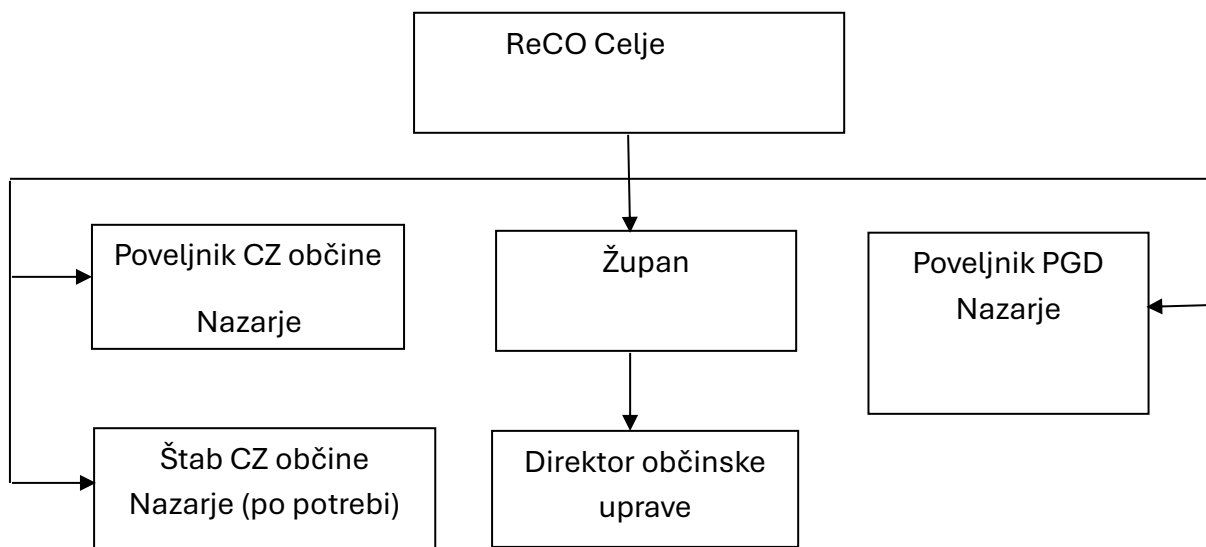 ReCO Celje
Poveljnik CZ občine
Nazarje
Župan
Poveljnik PGD
Nazarje
Štab CZ občine
Nazarje (po potrebi)
Direktor občinske
uprave